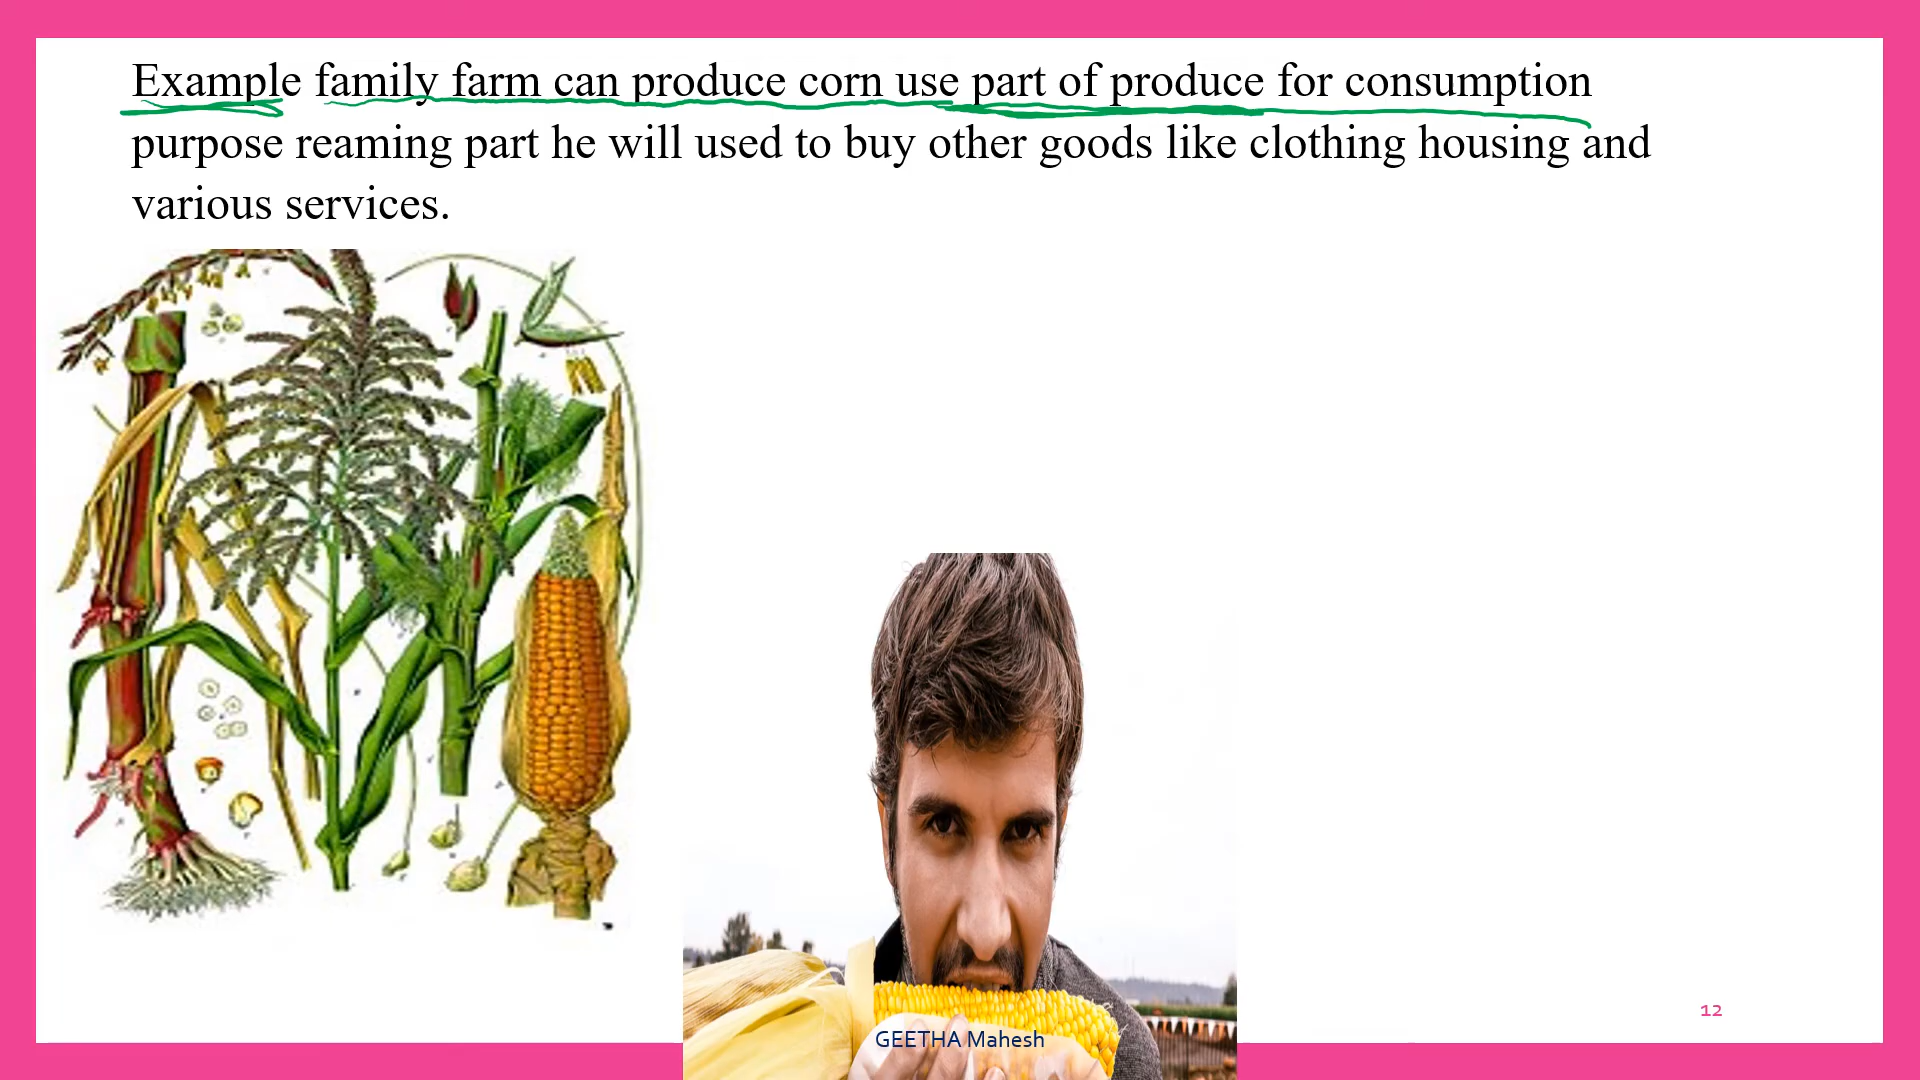 Example family farm can produce corn use part of produce for consumption
purpose reaming part he will used to buy other goods like clothing housing and
various services.
12
GEETHA Mahesh